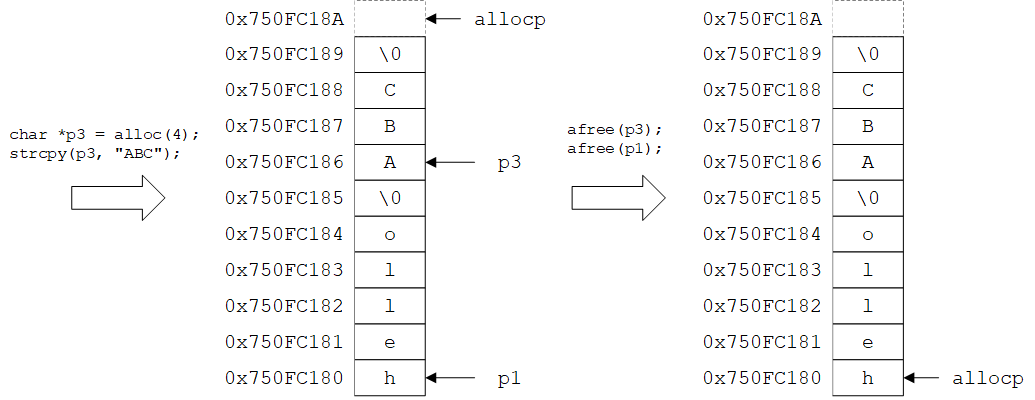 0x750FC18A allocp 0x750FC18A
0x750FC189 \0 0x750FC189 \0
0x750FC188 C 0x750FC188 C
0x750FC187 B 0x750FC187 B
char *p3 = alloc(4); afree(p3);
strcpy(p3, "ABC"); afree(p1);
0x750FC186 A p3 0x750FC186 A
0x750FC185 \0 0x750FC185 \0
0x750FC184 o 0x750FC184 o
0x750FC183 l 0x750FC183 l
0x750FC182 l 0x750FC182 l
0x750FC181 e 0x750FC181 e
0x750FC180 h p1 0x750FC180 h allocp